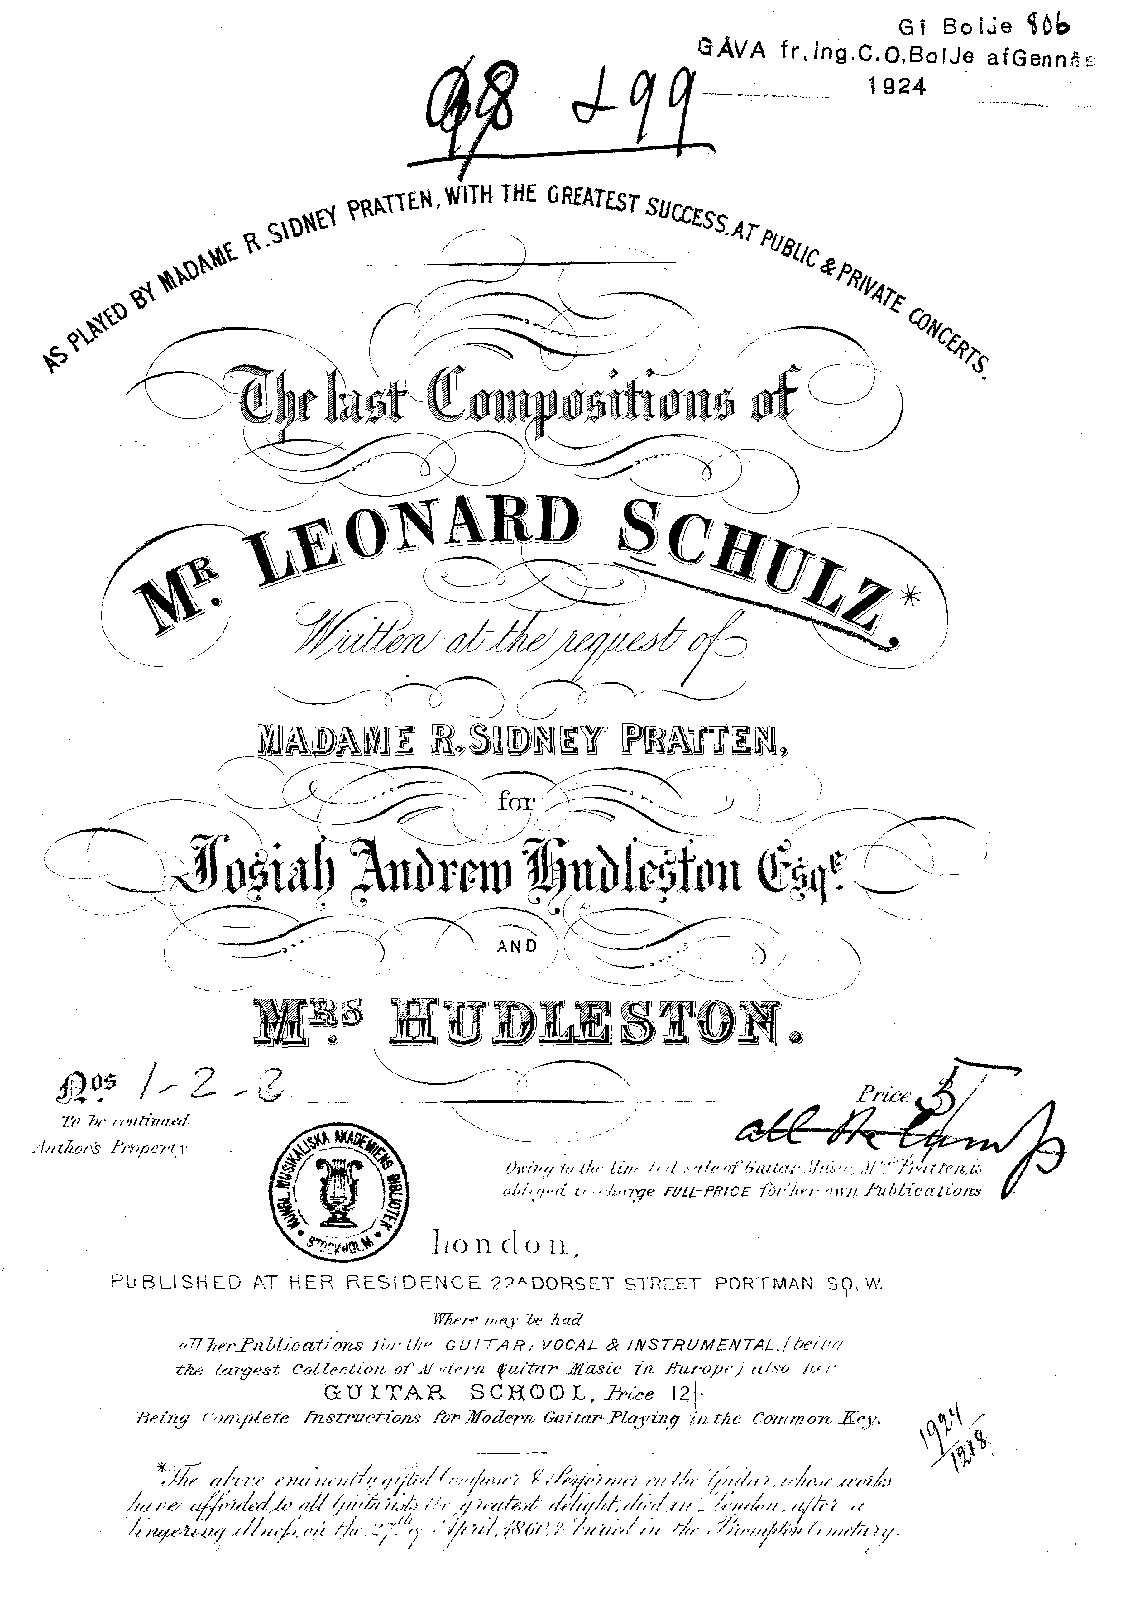 Gi Bolje 806
GÅVA fr. Ing. C.O. Bolje af Gennäs
1924
98 & 99
AS PLAYED BY MADAME R. SIDNEY PRATTEN, WITH THE GREATEST SUCCESS, AT PUBLIC & PRIVATE CONCERTS.
The last Compositions of
MR. LEONARD SCHULZ.*
Written at the request of
MADAME R. SIDNEY PRATTEN,
for
Josiah Andrew Hudleston Esqre.
AND
MRS HUDLESTON.
Nos 1-2-3
Price 5/
To be continued.
Author's Property
all Stamp
Owing to the limited sale of Guitar Music, Mrs Pratten is
obliged to charge FULL-PRICE for her own Publications
KUNGL. MUSIKALISKA AKADEMIENS BIBLIOTEK
STOCKHOLM
London,
PUBLISHED AT HER RESIDENCE 22A DORSET STREET PORTMAN SQ. W.
Where may be had
all her Publications for the GUITAR, VOCAL & INSTRUMENTAL, (being
the largest Collection of Modern Guitar Music in Europe) also her
GUITAR SCHOOL, Price 12/-
Being Complete Instructions for Modern Guitar Playing in the Common Key.
1924/1218.
*The above eminently gifted Composer & Performer on the Guitar, whose works
have afforded, to all Guitarists the greatest delight, died in London, after a
lingering illness, on the 27th of April, 1860, & buried in the Brompton Cemetary.